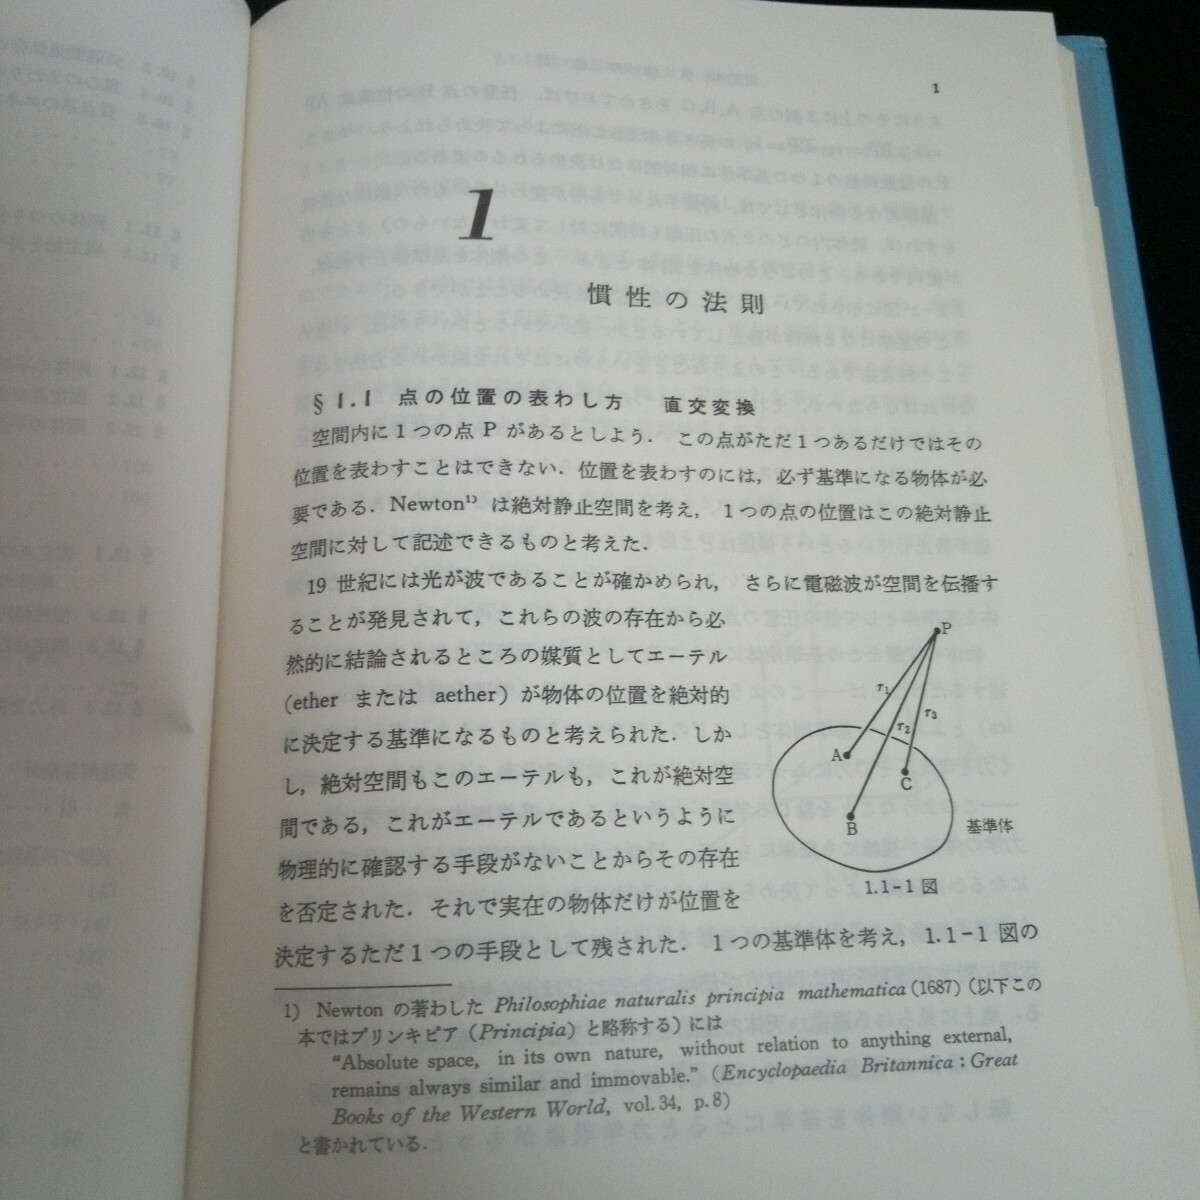 1
1
慣性の法則
§1.1 点の位置の表わし方 直交変換
空間内に1つの点 P があるとしよう. この点がただ1つあるだけではその
位置を表わすことはできない. 位置を表わすのには, 必ず基準になる物体が必
要である. Newton¹⁾ は絶対静止空間を考え, 1つの点の位置はこの絶対静止
空間に対して記述できるものと考えた.
19 世紀には光が波であることが確かめられ, さらに電磁波が空間を伝播す
ることが発見されて, これらの波の存在から必
然的に結論されるところの媒質としてエーテル
(ether または aether) が物体の位置を絶対的
に決定する基準になるものと考えられた. しか
し, 絶対空間もこのエーテルも, これが絶対空
間である, これがエーテルであるというように
物理的に確認する手段がないことからその存在
を否定された. それで実在の物体だけが位置を
決定するただ1つの手段として残された. 1つの基準体を考え, 1.1-1 図の
P
r₁
r₂
r₃
A
C
B
基準体
1.1-1 図
1) Newton の著わした Philosophiae naturalis principia mathematica (1687) (以下この
本ではプリンキピア (Principia) と略称する) には
"Absolute space, in its own nature, without relation to anything external,
remains always similar and immovable." (Encyclopaedia Britannica : Great
Books of the Western World, vol. 34, p. 8)
と書かれている.